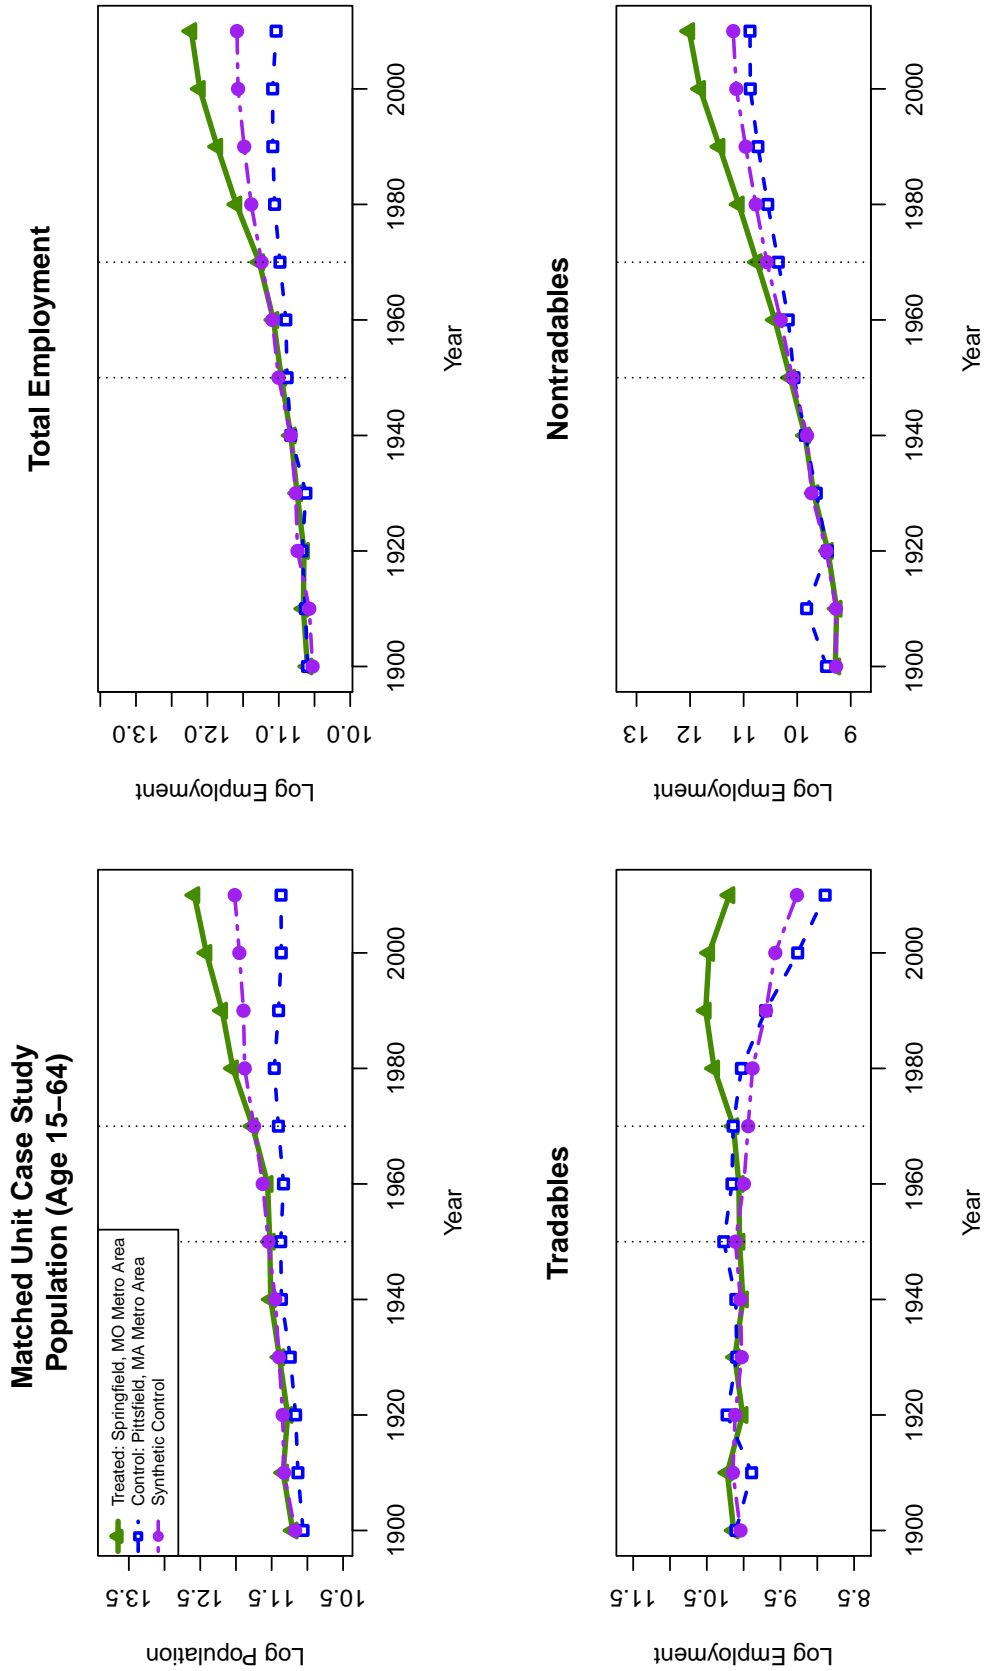 Matched Unit Case Study
Population (Age 15−64)
Log Population
10.5
11.5
12.5
13.5
Treated: Springfield, MO Metro Area
Control: Pittsfield, MA Metro Area
Synthetic Control
1900
1920
1940
1960
1980
2000
Year
Total Employment
Log Employment
10.0
11.0
12.0
13.0
1900
1920
1940
1960
1980
2000
Year
Tradables
Log Employment
8.5
9.5
10.5
11.5
1900
1920
1940
1960
1980
2000
Year
Nontradables
Log Employment
9
10
11
12
13
1900
1920
1940
1960
1980
2000
Year